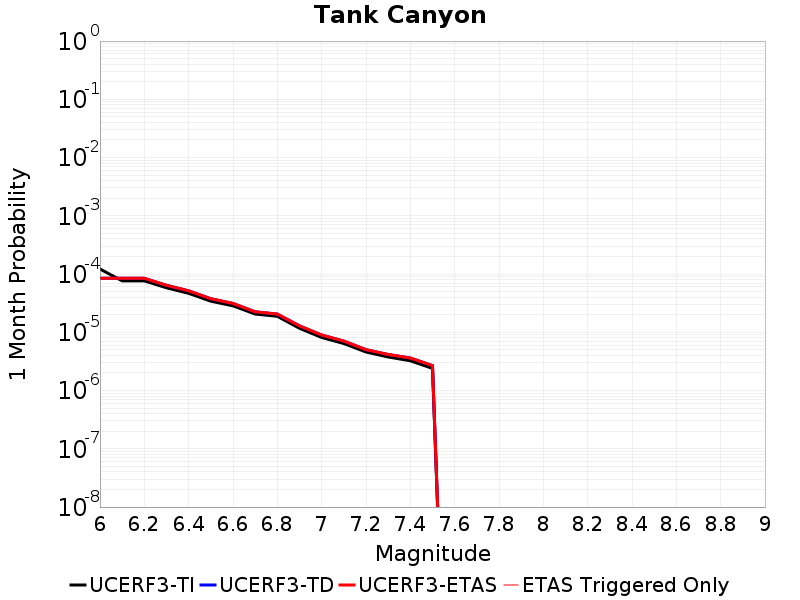 Tank Canyon
1 Month Probability
10^0
10^-1
10^-2
10^-3
10^-4
10^-5
10^-6
10^-7
10^-8
6 6.2 6.4 6.6 6.8 7 7.2 7.4 7.6 7.8 8 8.2 8.4 8.6 8.8 9
Magnitude
UCERF3-TI UCERF3-TD UCERF3-ETAS ETAS Triggered Only